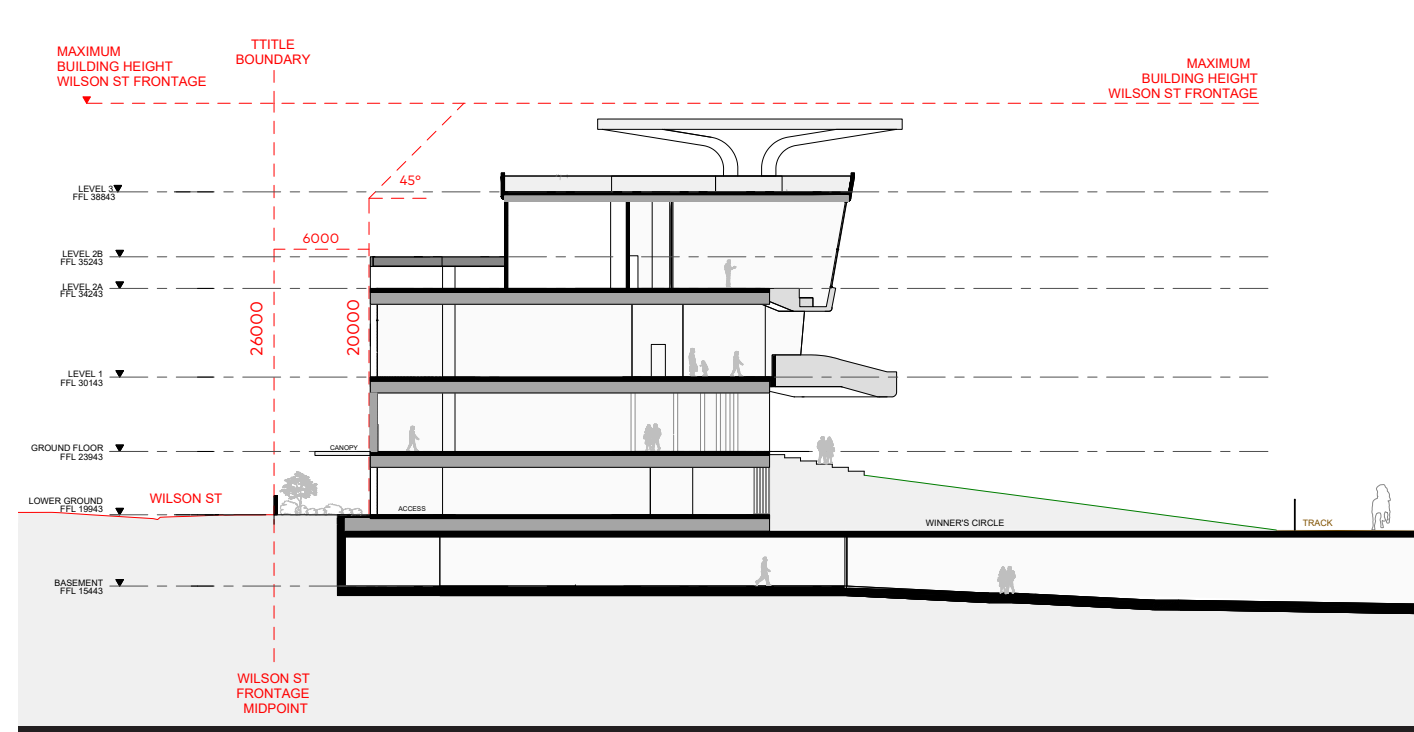 MAXIMUM
BUILDING HEIGHT
WILSON ST FRONTAGE
TTITLE
BOUNDARY
MAXIMUM
BUILDING HEIGHT
WILSON ST FRONTAGE
45°
LEVEL 3
FFL 38843
6000
LEVEL 2B
FFL 35243
LEVEL 2A
FFL 34243
26000
20000
LEVEL 1
FFL 30143
GROUND FLOOR
FFL 23943
CANOPY
LOWER GROUND
FFL 19943
WILSON ST
ACCESS
WINNER'S CIRCLE
TRACK
BASEMENT
FFL 15443
WILSON ST
FRONTAGE
MIDPOINT